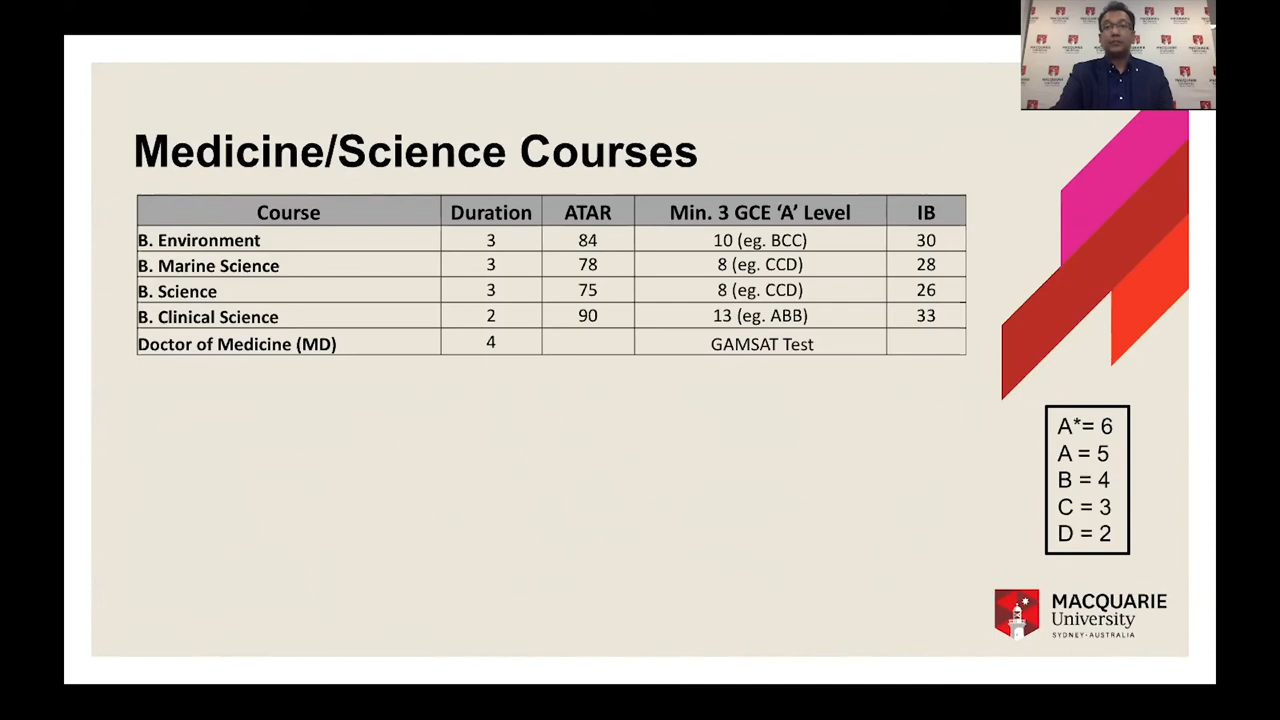 Medicine/Science Courses
Course Duration ATAR Min. 3 GCE ‘A’ Level IB
B. Environment 3 84 10 (eg. BCC) 30
B. Marine Science 3 78 8 (eg. CCD) 28
B. Science 3 75 8 (eg. CCD) 26
B. Clinical Science 2 90 13 (eg. ABB) 33
Doctor of Medicine (MD) 4 GAMSAT Test
A*= 6
A = 5
B = 4
C = 3
D = 2
MACQUARIE
University
SYDNEY·AUSTRALIA